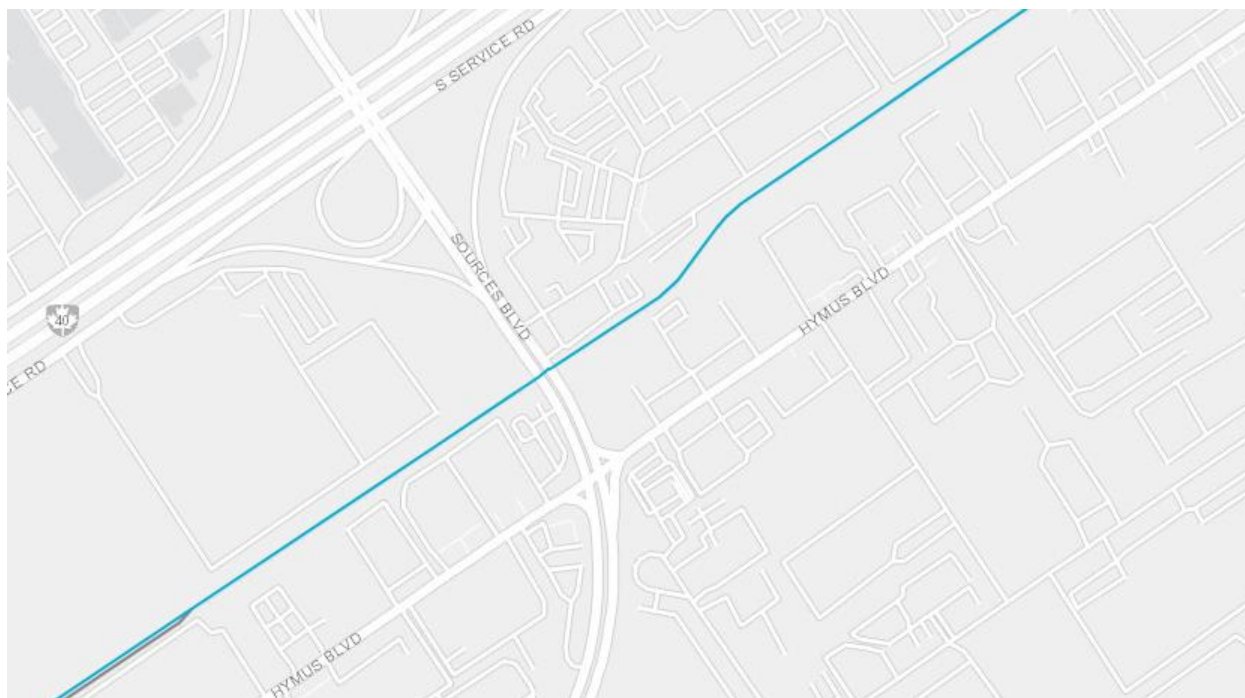 S SERVICE RD
SOURCES BLVD
HYMUS BLVD
40
CE RD
HYMUS BLVD